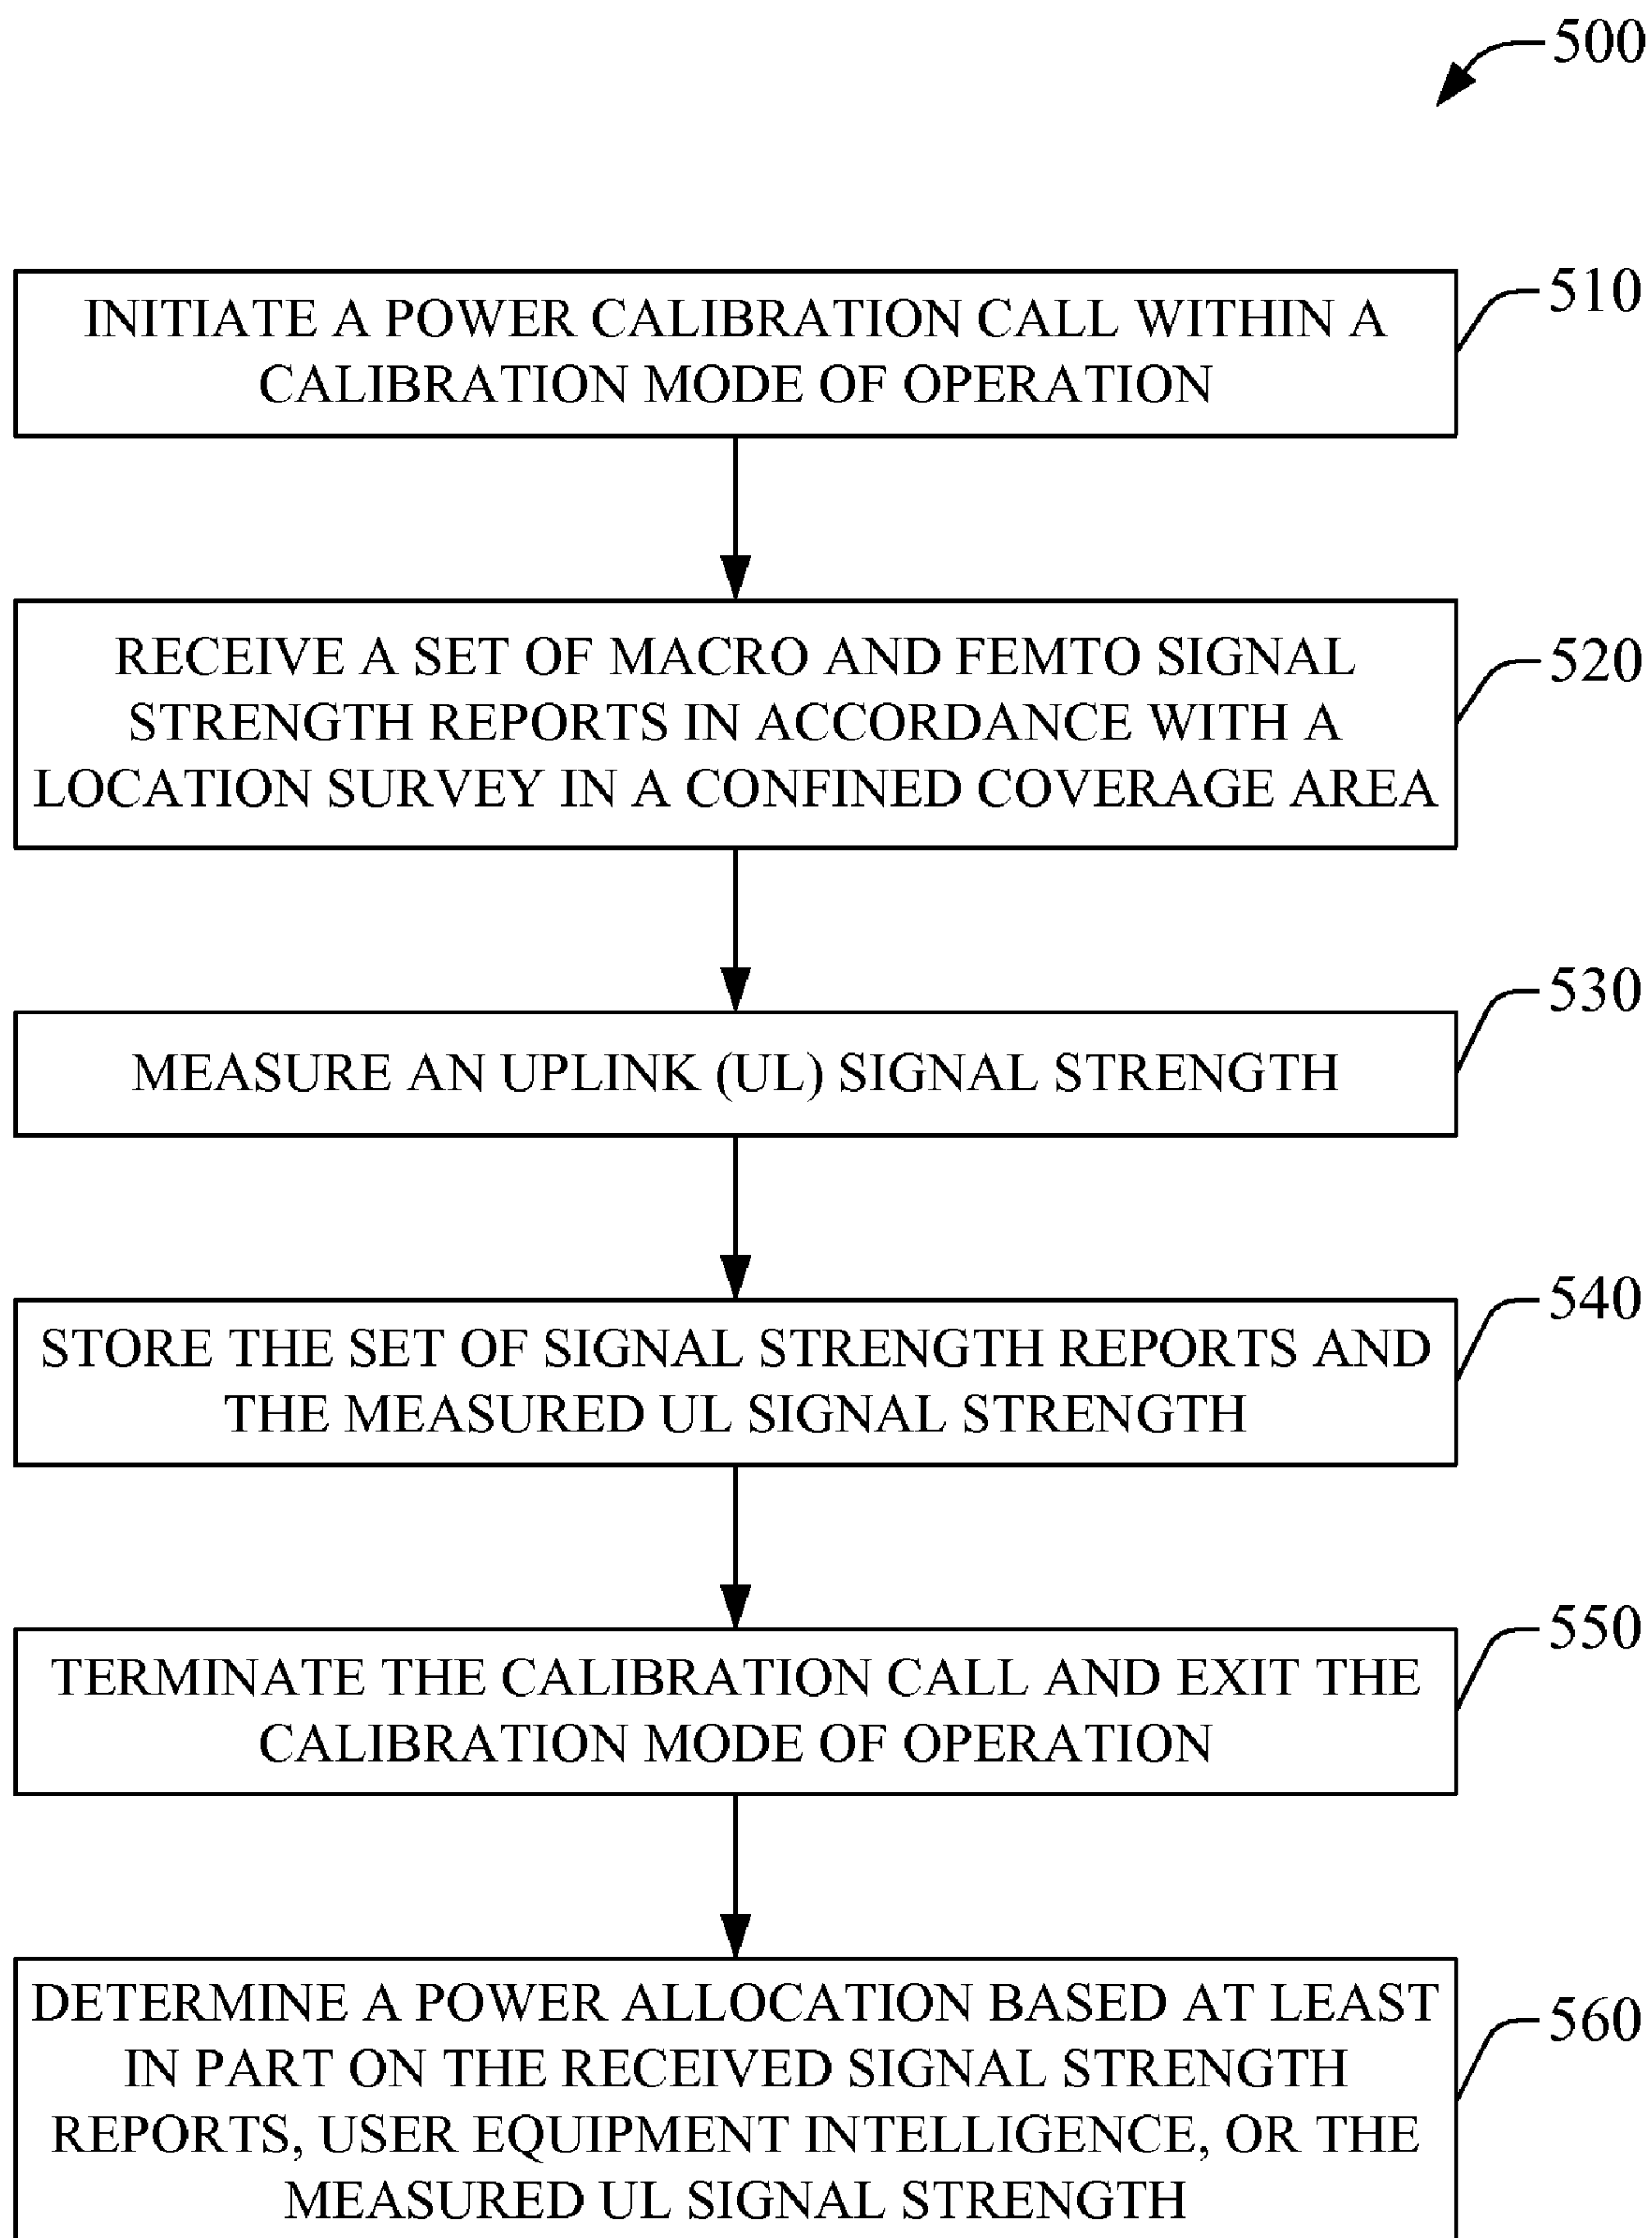 500
510
INITIATE A POWER CALIBRATION CALL WITHIN A
CALIBRATION MODE OF OPERATION
520
RECEIVE A SET OF MACRO AND FEMTO SIGNAL
STRENGTH REPORTS IN ACCORDANCE WITH A
LOCATION SURVEY IN A CONFINED COVERAGE AREA
530
MEASURE AN UPLINK (UL) SIGNAL STRENGTH
540
STORE THE SET OF SIGNAL STRENGTH REPORTS AND
THE MEASURED UL SIGNAL STRENGTH
550
TERMINATE THE CALIBRATION CALL AND EXIT THE
CALIBRATION MODE OF OPERATION
560
DETERMINE A POWER ALLOCATION BASED AT LEAST
IN PART ON THE RECEIVED SIGNAL STRENGTH
REPORTS, USER EQUIPMENT INTELLIGENCE, OR THE
MEASURED UL SIGNAL STRENGTH